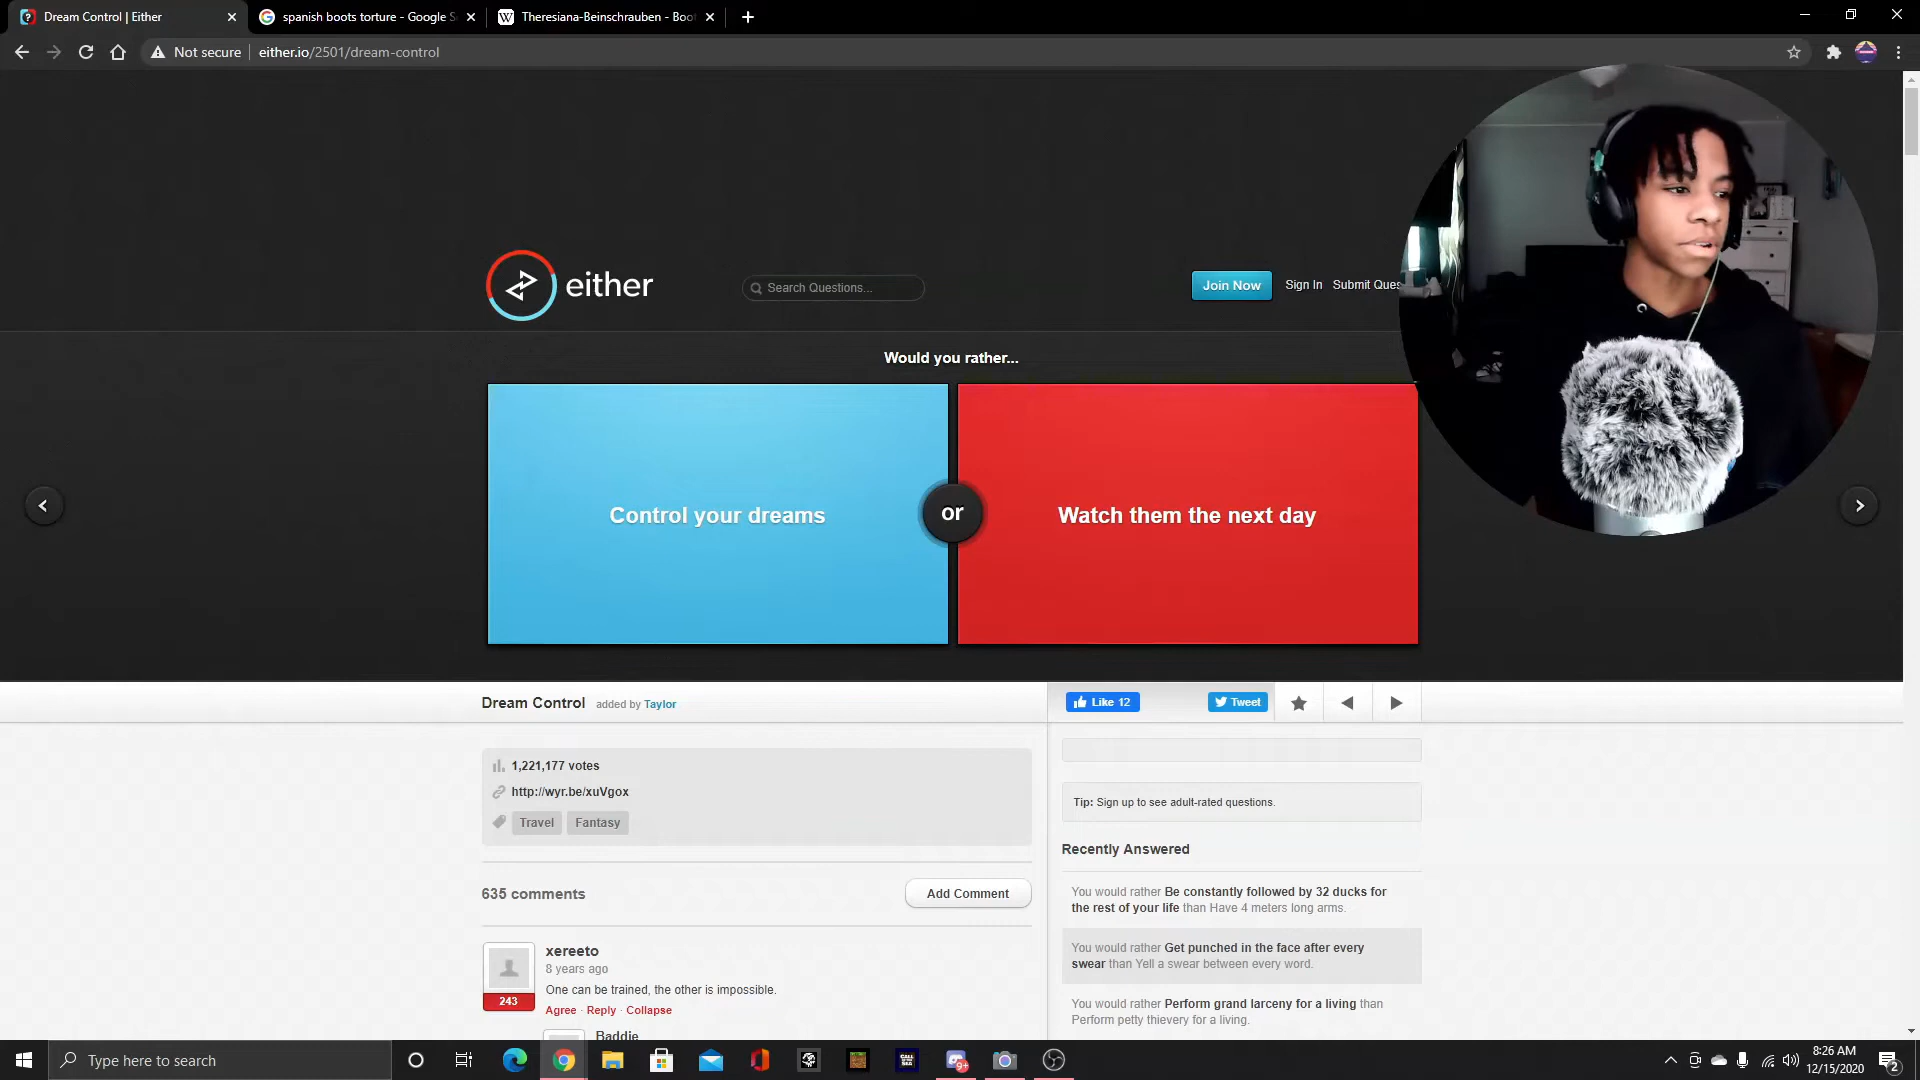 Dream Control | Either
spanish boots torture - Google S
Theresiana-Beinschrauben - Boo
Not secure
either.io/2501/dream-control
either
Search Questions...
Join Now
Sign In
Submit Ques
Would you rather...
Control your dreams
or
Watch them the next day
Dream Control
added by Taylor
Like 12
Tweet
1,221,177 votes
http://wyr.be/xuVgox
Travel
Fantasy
635 comments
Add Comment
xereeto
8 years ago
One can be trained, the other is impossible.
243
Agree · Reply · Collapse
Baddie
Tip: Sign up to see adult-rated questions.
Recently Answered
You would rather Be constantly followed by 32 ducks for
the rest of your life than Have 4 meters long arms.
You would rather Get punched in the face after every
swear than Yell a swear between every word.
You would rather Perform grand larceny for a living than
Perform petty thievery for a living.
Type here to search
9+
8:26 AM
12/15/2020
2